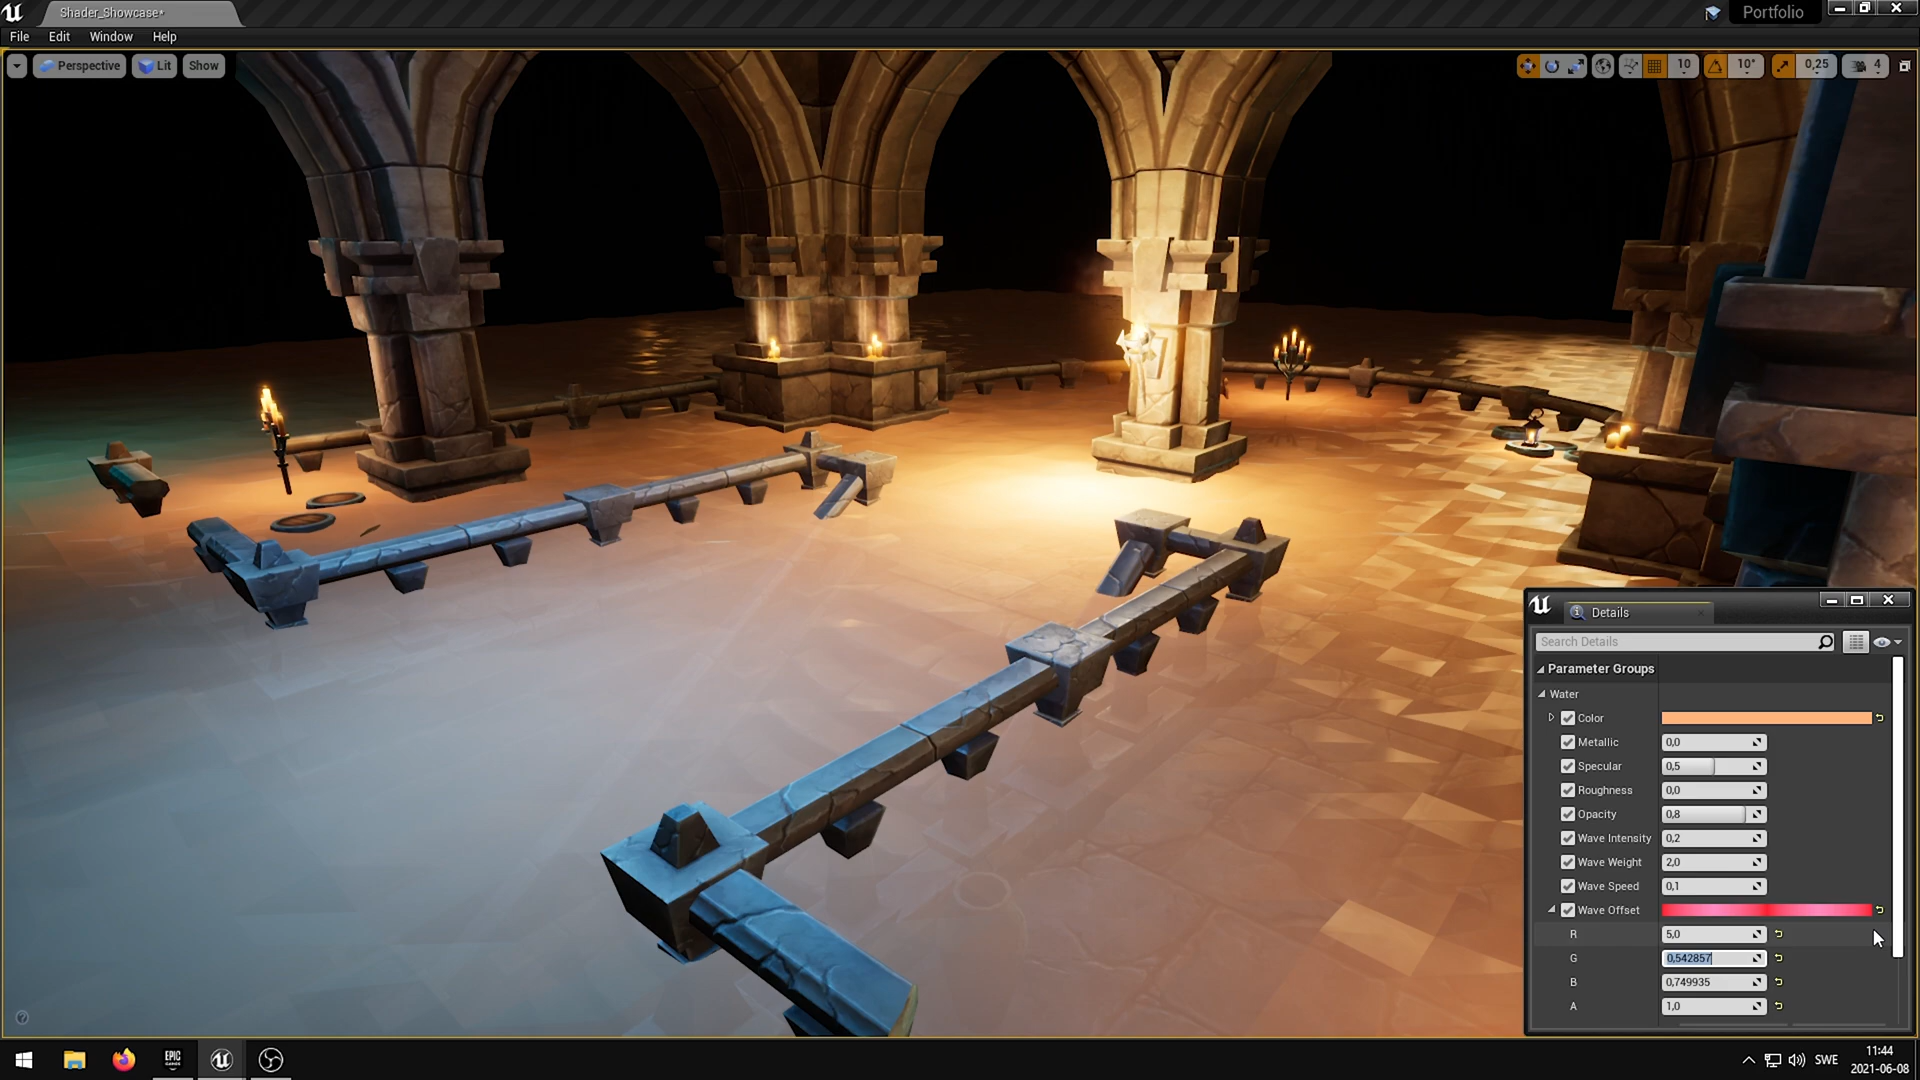 Shader_Showcase*
Portfolio
File Edit Window Help
Perspective Lit Show
10 10° 0,25 4
Details
Search Details
Parameter Groups
Water
Color
Metallic 0,0
Specular 0,5
Roughness 0,0
Opacity 0,8
Wave Intensity 0,2
Wave Weight 2,0
Wave Speed 0,1
Wave Offset
R 5,0
G 0,542857
B 0,749935
A 1,0
EPIC
GAMES
SWE
11:44
2021-06-08